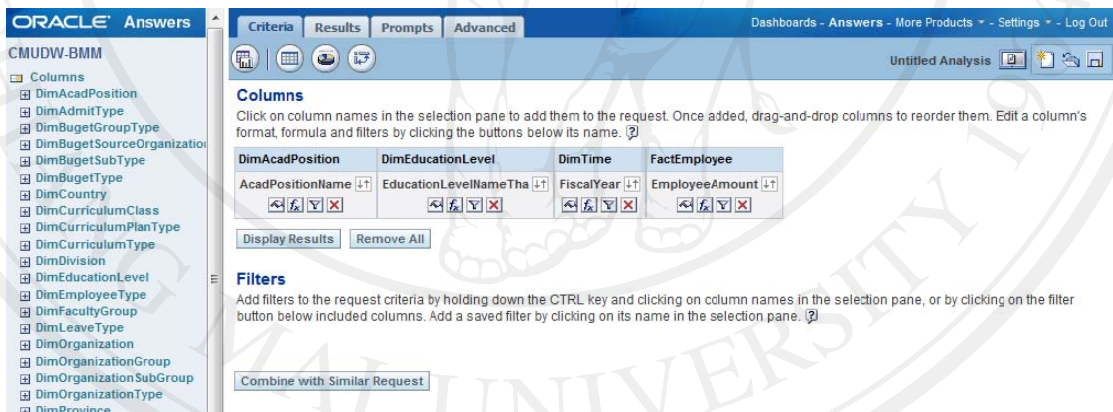 ORACLE Answers
Criteria Results Prompts Advanced
Dashboards - Answers - More Products - Settings - Log Out
CMUDW-BMM
Untitled Analysis
Columns
DimAcadPosition
DimAdmitType
DimBugetGroupType
DimBugetSourceOrganization
DimBugetSubType
DimBugetType
DimCountry
DimCurriculumClass
DimCurriculumPlanType
DimCurriculumType
DimDivision
DimEducationLevel
DimEmployeeType
DimFacultyGroup
DimLeaveType
DimOrganization
DimOrganizationGroup
DimOrganizationSubGroup
DimOrganizationType
DimProvince
Columns
Click on column names in the selection pane to add them to the request. Once added, drag-and-drop columns to reorder them. Edit a column's
format, formula and filters by clicking the buttons below its name.
DimAcadPosition DimEducationLevel DimTime FactEmployee
AcadPositionName EducationLevelNameTha FiscalYear EmployeeAmount
Display Results Remove All
Filters
Add filters to the request criteria by holding down the CTRL key and clicking on column names in the selection pane, or by clicking on the filter
button below included columns. Add a saved filter by clicking on its name in the selection pane.
Combine with Similar Request
MAI UNIVERSITY